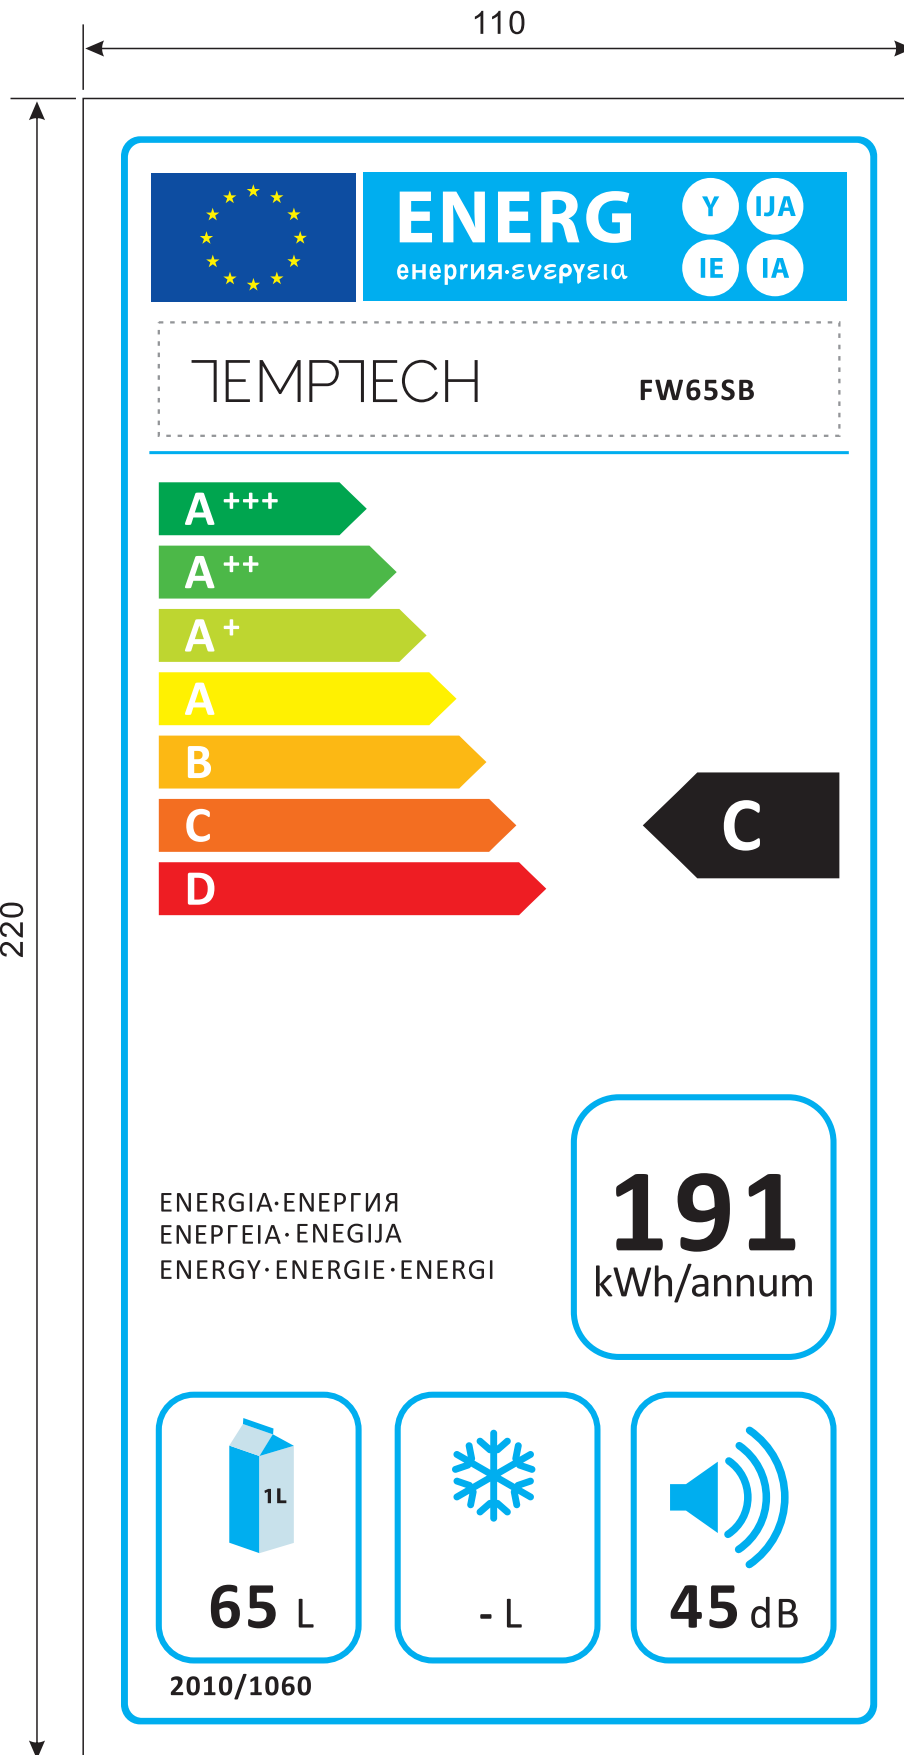 110
220
ENERG
енергия·ενεργεια
Y IJA
IE IA
TEMPTECH FW65SB
A+++
A++
A+
A
B
C
D
C
ENERGIA·ЕНЕРГИЯ
ΕΝΕΡΓΕΙΑ·ENEGIJA
ENERGY·ENERGIE·ENERGI
191
kWh/annum
1L
65 L
- L
45 dB
2010/1060